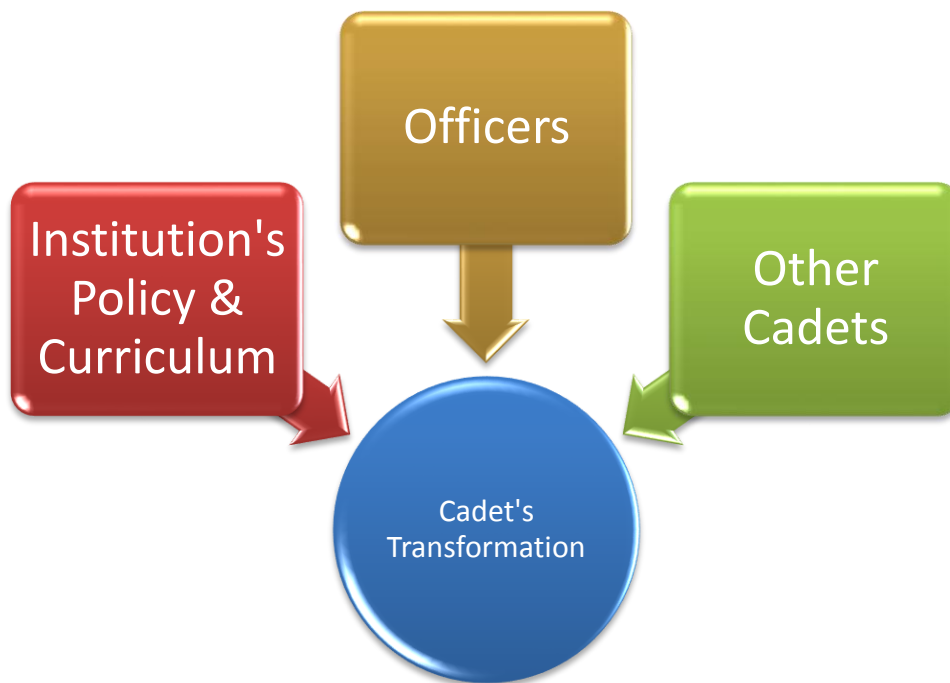 Officers
Institution's
Policy &
Curriculum
Other
Cadets
Cadet's
Transformation